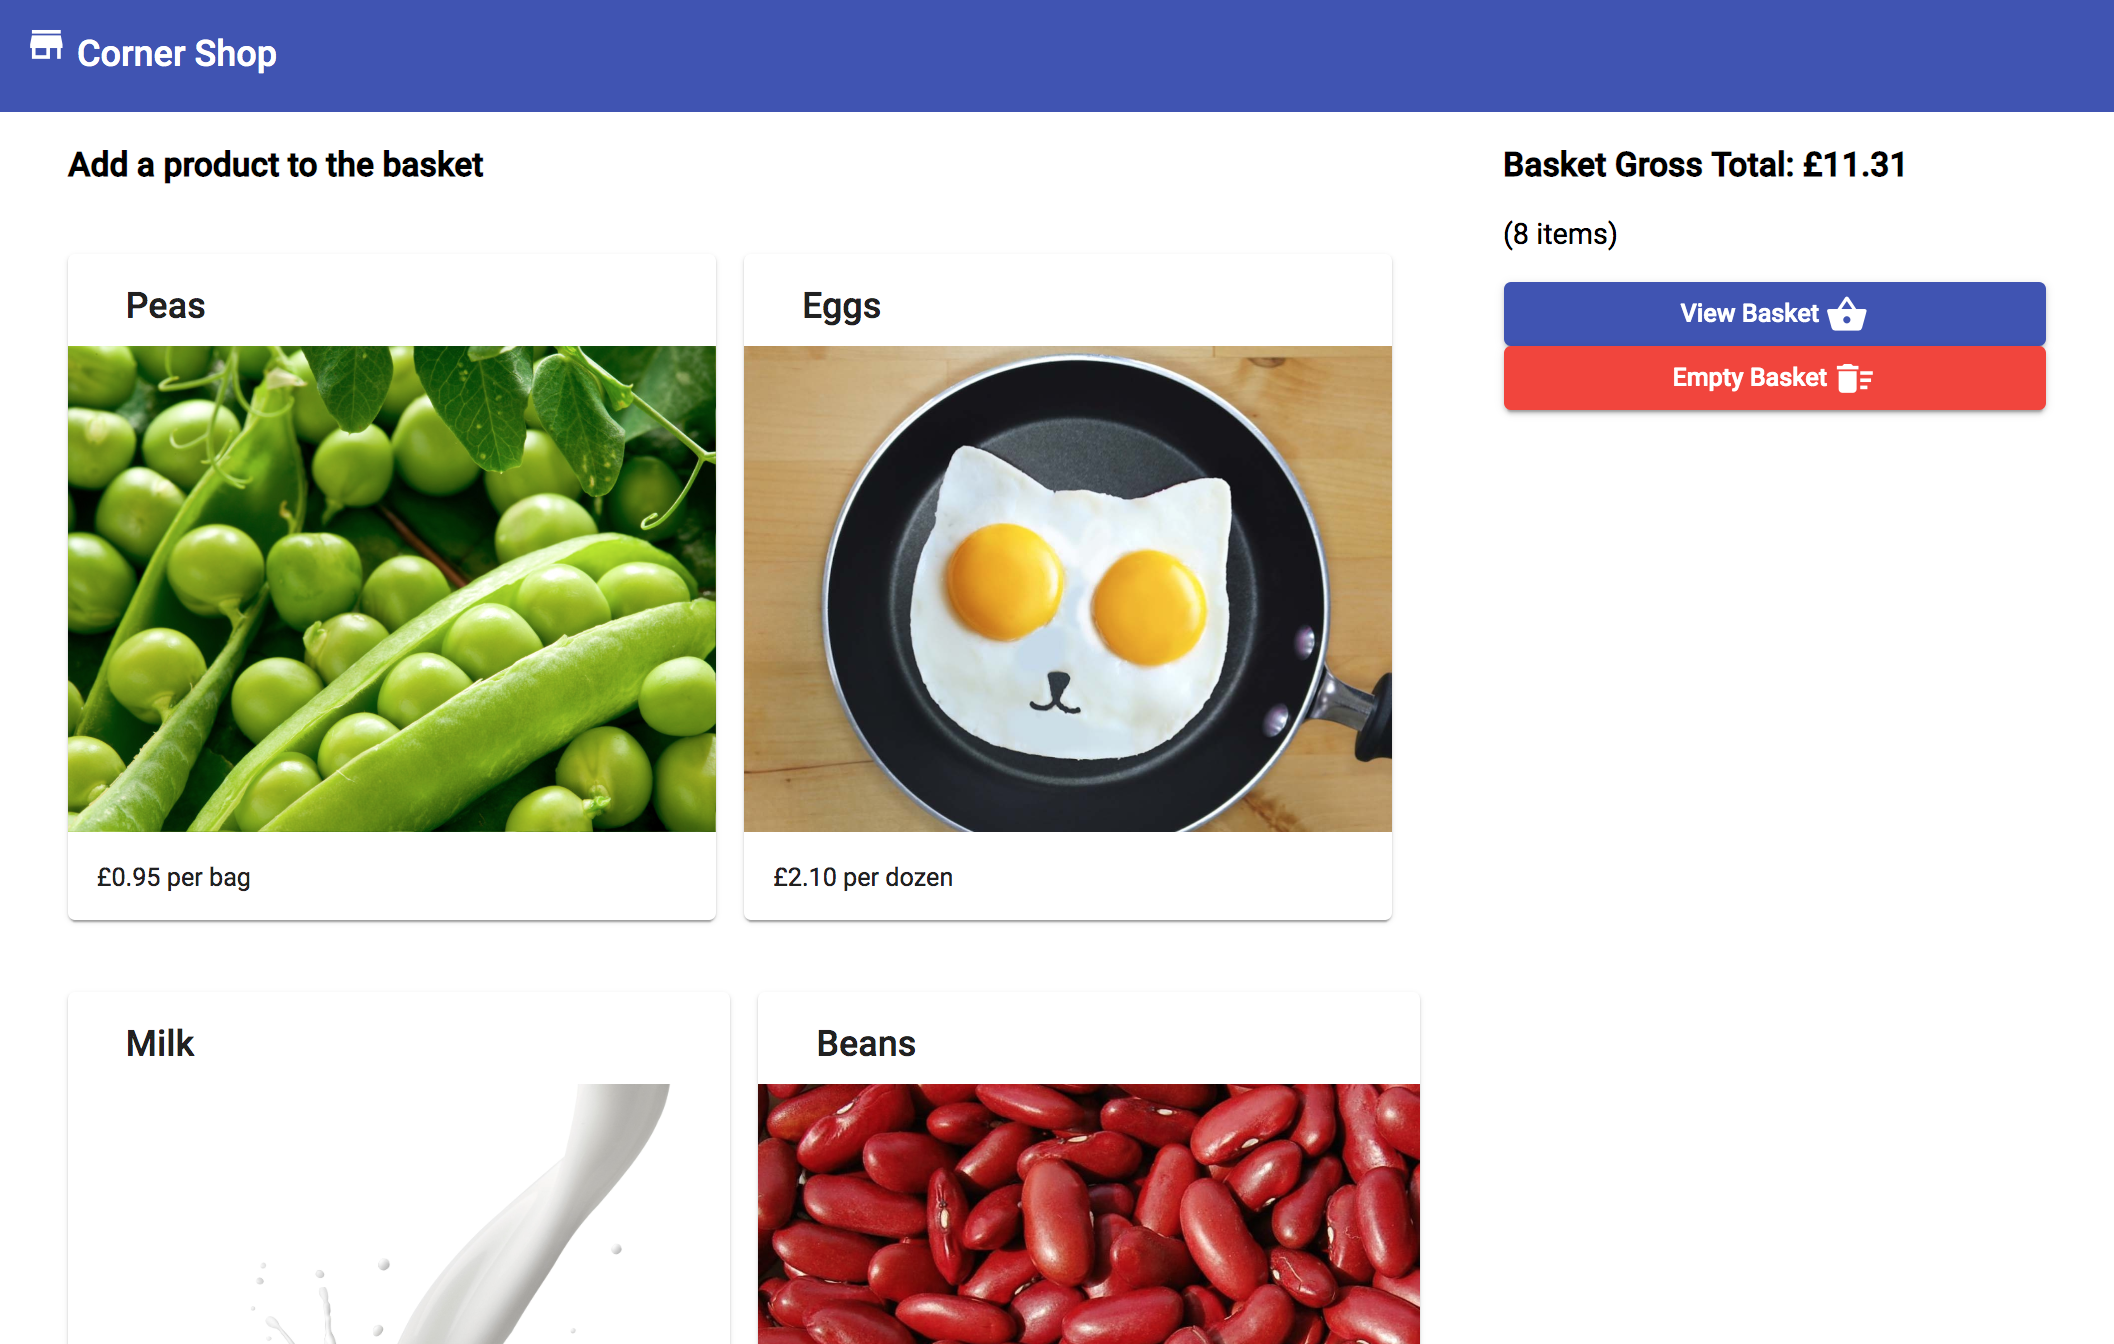 Corner Shop
Add a product to the basket
Basket Gross Total: £11.31
(8 items)
View Basket
Empty Basket
Peas
Eggs
£0.95 per bag
£2.10 per dozen
Milk
Beans